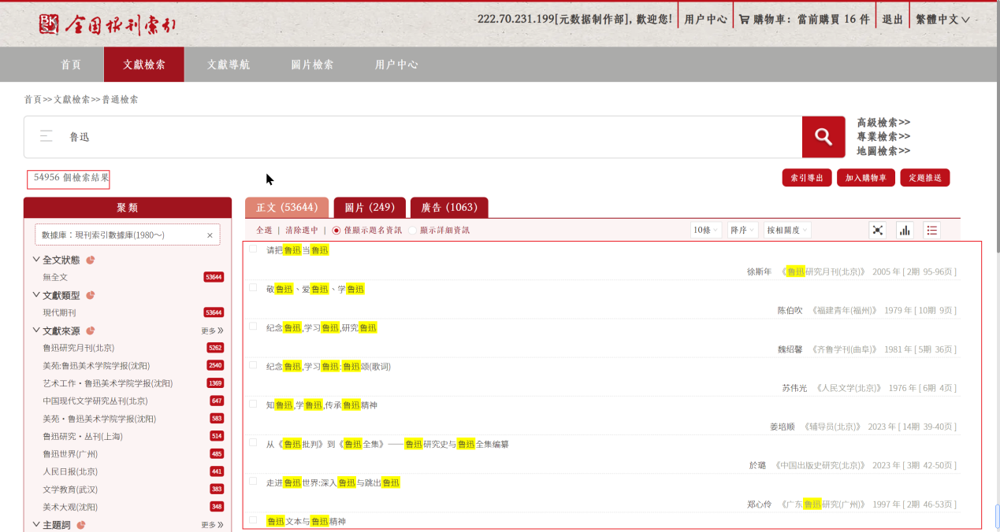 BKSY 全国报刊索引
222.70.231.199[元数据制作部], 歡迎您! 用户中心 購物車: 當前購買 16 件 退出 繁體中文
首頁 文獻檢索 文獻導航 圖片檢索 用户中心
首頁>>文獻檢索>>普通檢索
鲁迅
高級檢索>>
專業檢索>>
地圖檢索>>
54956 個檢索結果
索引導出 加入購物車 定題推送
聚類
正文 (53644) 圖片 (249) 廣告 (1063)
數據庫：現刊索引數據庫(1980～) ×
全選 | 清除選中 | 僅顯示題名資訊 顯示詳細資訊 10條 降序 按相關度
全文狀態
無全文 53644
文獻類型
現代期刊 53644
文獻來源 更多
鲁迅研究月刊(北京) 5262
美苑:鲁迅美术学院学报(沈阳) 2540
艺术工作・鲁迅美术学院学报(沈阳) 1369
中国现代文学研究丛刊(北京) 647
美苑・鲁迅美术学院学报(沈阳) 583
鲁迅研究・丛刊(上海) 514
鲁迅世界(广州) 485
人民日报(北京) 441
文学教育(武汉) 383
美术大观(沈阳) 348
主題詞 更多
请把鲁迅当鲁迅
徐斯年 《鲁迅研究月刊(北京)》 2005 年 [ 2期 95-96页 ]
敬鲁迅、爱鲁迅、学鲁迅
陈伯吹 《福建青年(福州)》 1979 年 [ 10期 9页 ]
纪念鲁迅,学习鲁迅,研究鲁迅
魏绍馨 《齐鲁学刊(曲阜)》 1981 年 [ 5期 36页 ]
纪念鲁迅,学习鲁迅:鲁迅颂(歌词)
苏伟光 《人民文学(北京)》 1976 年 [ 6期 4页 ]
知鲁迅,学鲁迅,传承鲁迅精神
姜培顺 《辅导员(北京)》 2023 年 [ 14期 39-40页 ]
从《鲁迅批判》到《鲁迅全集》——鲁迅研究史与鲁迅全集编纂
於璐 《中国出版史研究(北京)》 2023 年 [ 3期 42-50页 ]
走进鲁迅世界:深入鲁迅与跳出鲁迅
郑心伶 《广东鲁迅研究(广州)》 1997 年 [ 2期 46-53页 ]
鲁迅文本与鲁迅精神